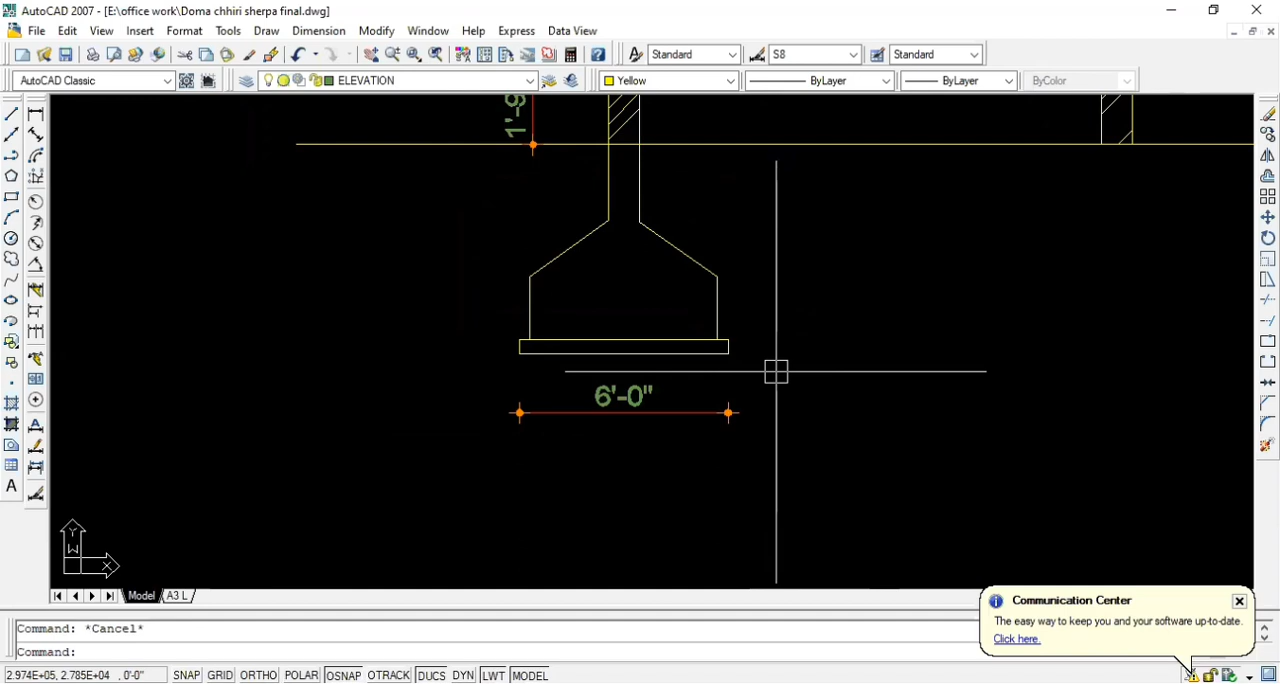 AutoCAD 2007 - [E:\office work\Doma chhiri sherpa final.dwg]
File Edit View Insert Format Tools Draw Dimension Modify Window Help Express Data View
Standard S8 Standard
AutoCAD Classic ELEVATION Yellow ByLayer ByLayer ByColor
1'-9
6'-0"
A
A
Y
W
X
Model A3 L
Communication Center
The easy way to keep you and your software up-to-date.
Click here.
Command: *Cancel*
Command:
2.974E+05, 2.785E+04 , 0'-0" SNAP GRID ORTHO POLAR OSNAP OTRACK DUCS DYN LWT MODEL